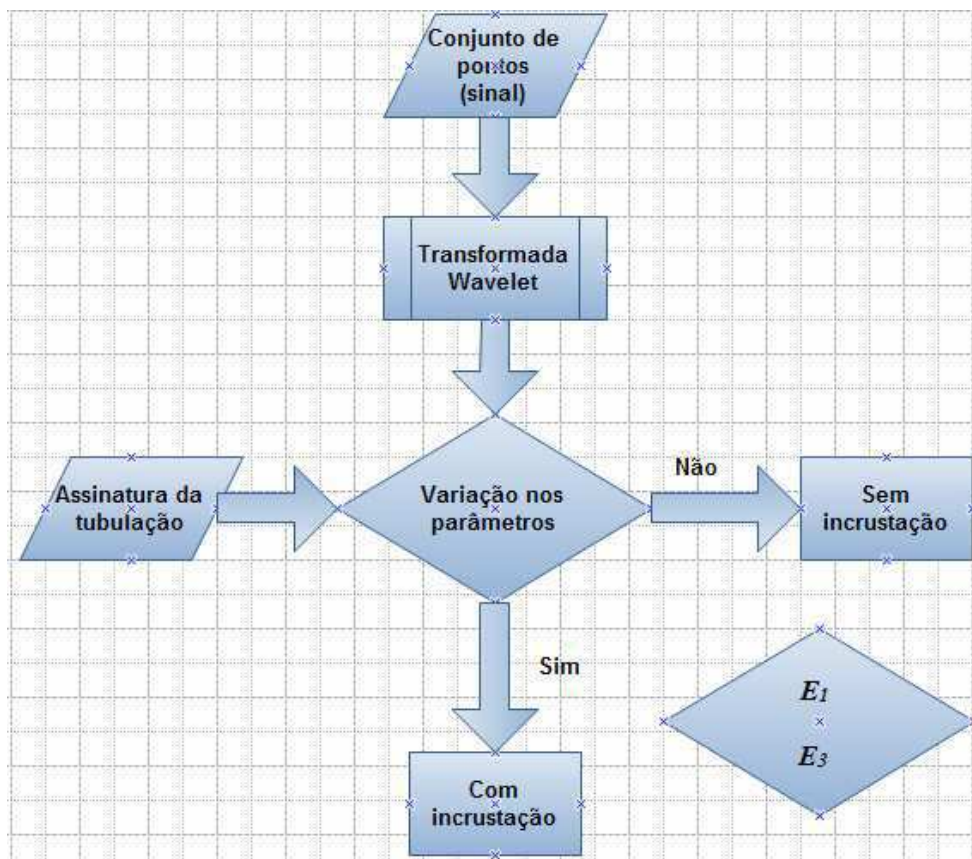 Conjunto de
pontos
(sinal)
Transformada
Wavelet
Assinatura da
tubulação
Variação nos
parâmetros
Não
Sem
incrustação
Sim
E1
E3
Com
incrustação